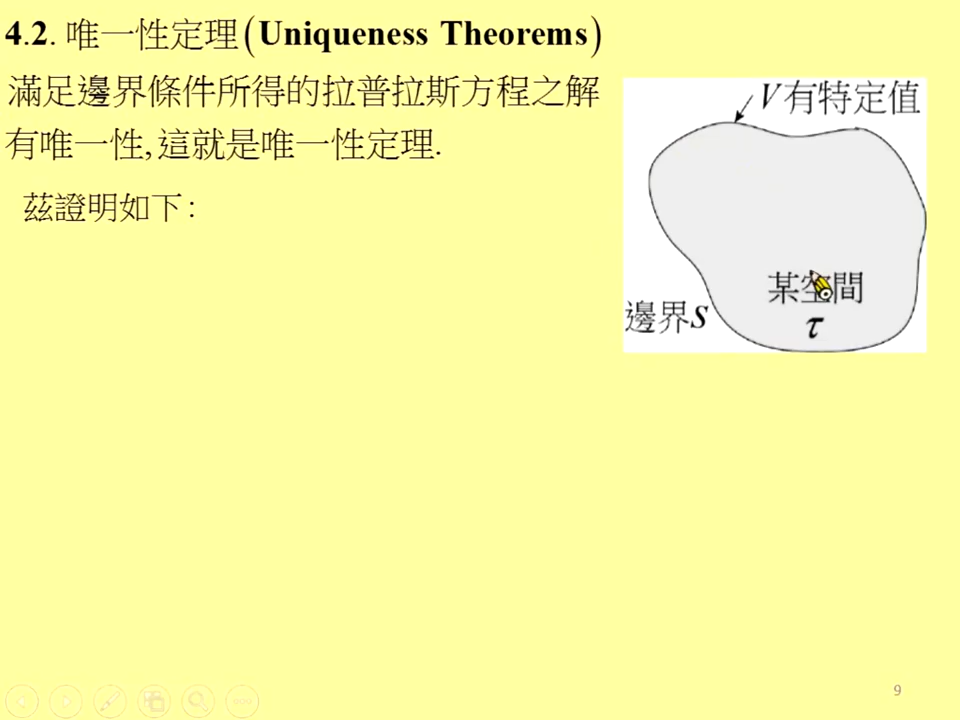 4.2. 唯一性定理(Uniqueness Theorems)
滿足邊界條件所得的拉普拉斯方程之解
有唯一性,這就是唯一性定理.
茲證明如下:
V有特定值
某空間
τ
邊界S
9